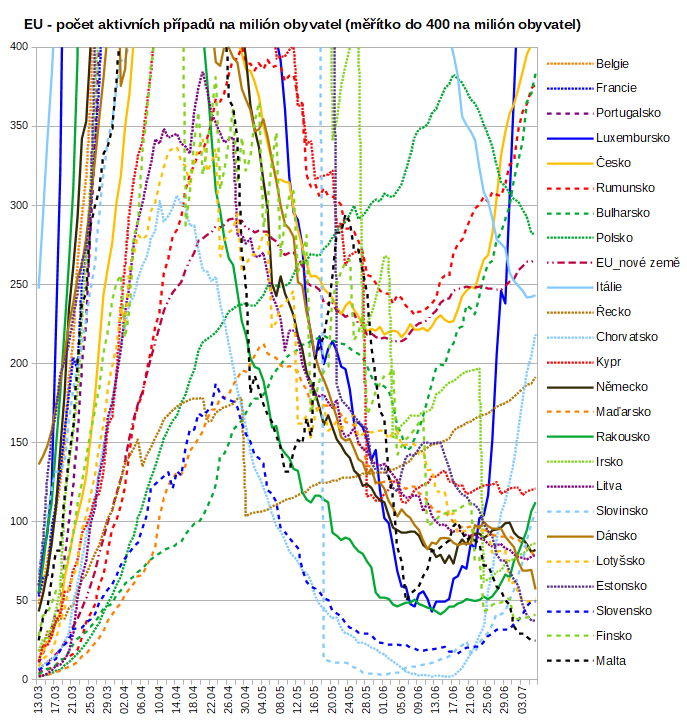 EU - počet aktivních případů na milión obyvatel (měřítko do 400 na milión obyvatel)
400
350
300
250
200
150
100
50
0
13.03
17.03
21.03
25.03
29.03
02.04
06.04
10.04
14.04
18.04
22.04
26.04
30.04
04.05
08.05
12.05
16.05
20.05
24.05
28.05
01.06
05.06
09.06
13.06
17.06
21.06
25.06
29.06
03.07
Belgie
Francie
Portugalsko
Luxembursko
Česko
Rumunsko
Bulharsko
Polsko
EU_nové země
Itálie
Řecko
Chorvatsko
Kypr
Německo
Maďarsko
Rakousko
Irsko
Litva
Slovinsko
Dánsko
Lotyšsko
Estonsko
Slovensko
Finsko
Malta